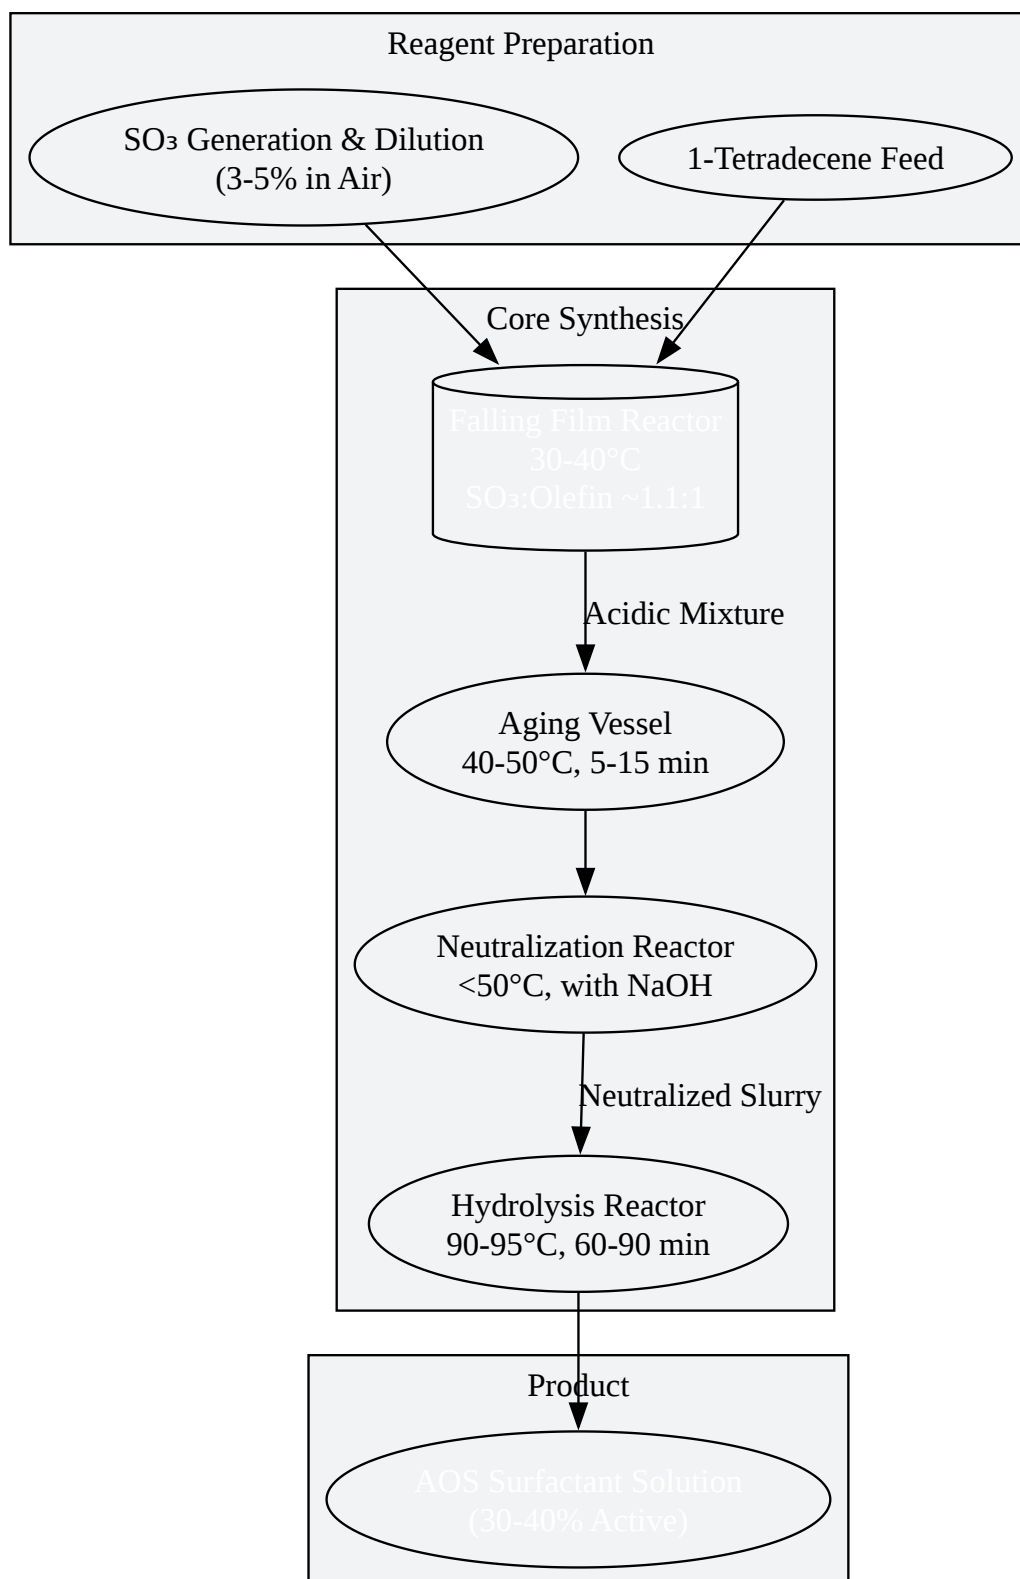 Reagent Preparation
SO₃ Generation & Dilution
(3-5% in Air)
1-Tetradecene Feed
Core Synthesis
Falling Film Reactor
30-40°C
SO₃:Olefin ~1.1:1
Acidic Mixture
Aging Vessel
40-50°C, 5-15 min
Neutralization Reactor
<50°C, with NaOH
Neutralized Slurry
Hydrolysis Reactor
90-95°C, 60-90 min
Product
AOS Surfactant Solution
(30-40% Active)